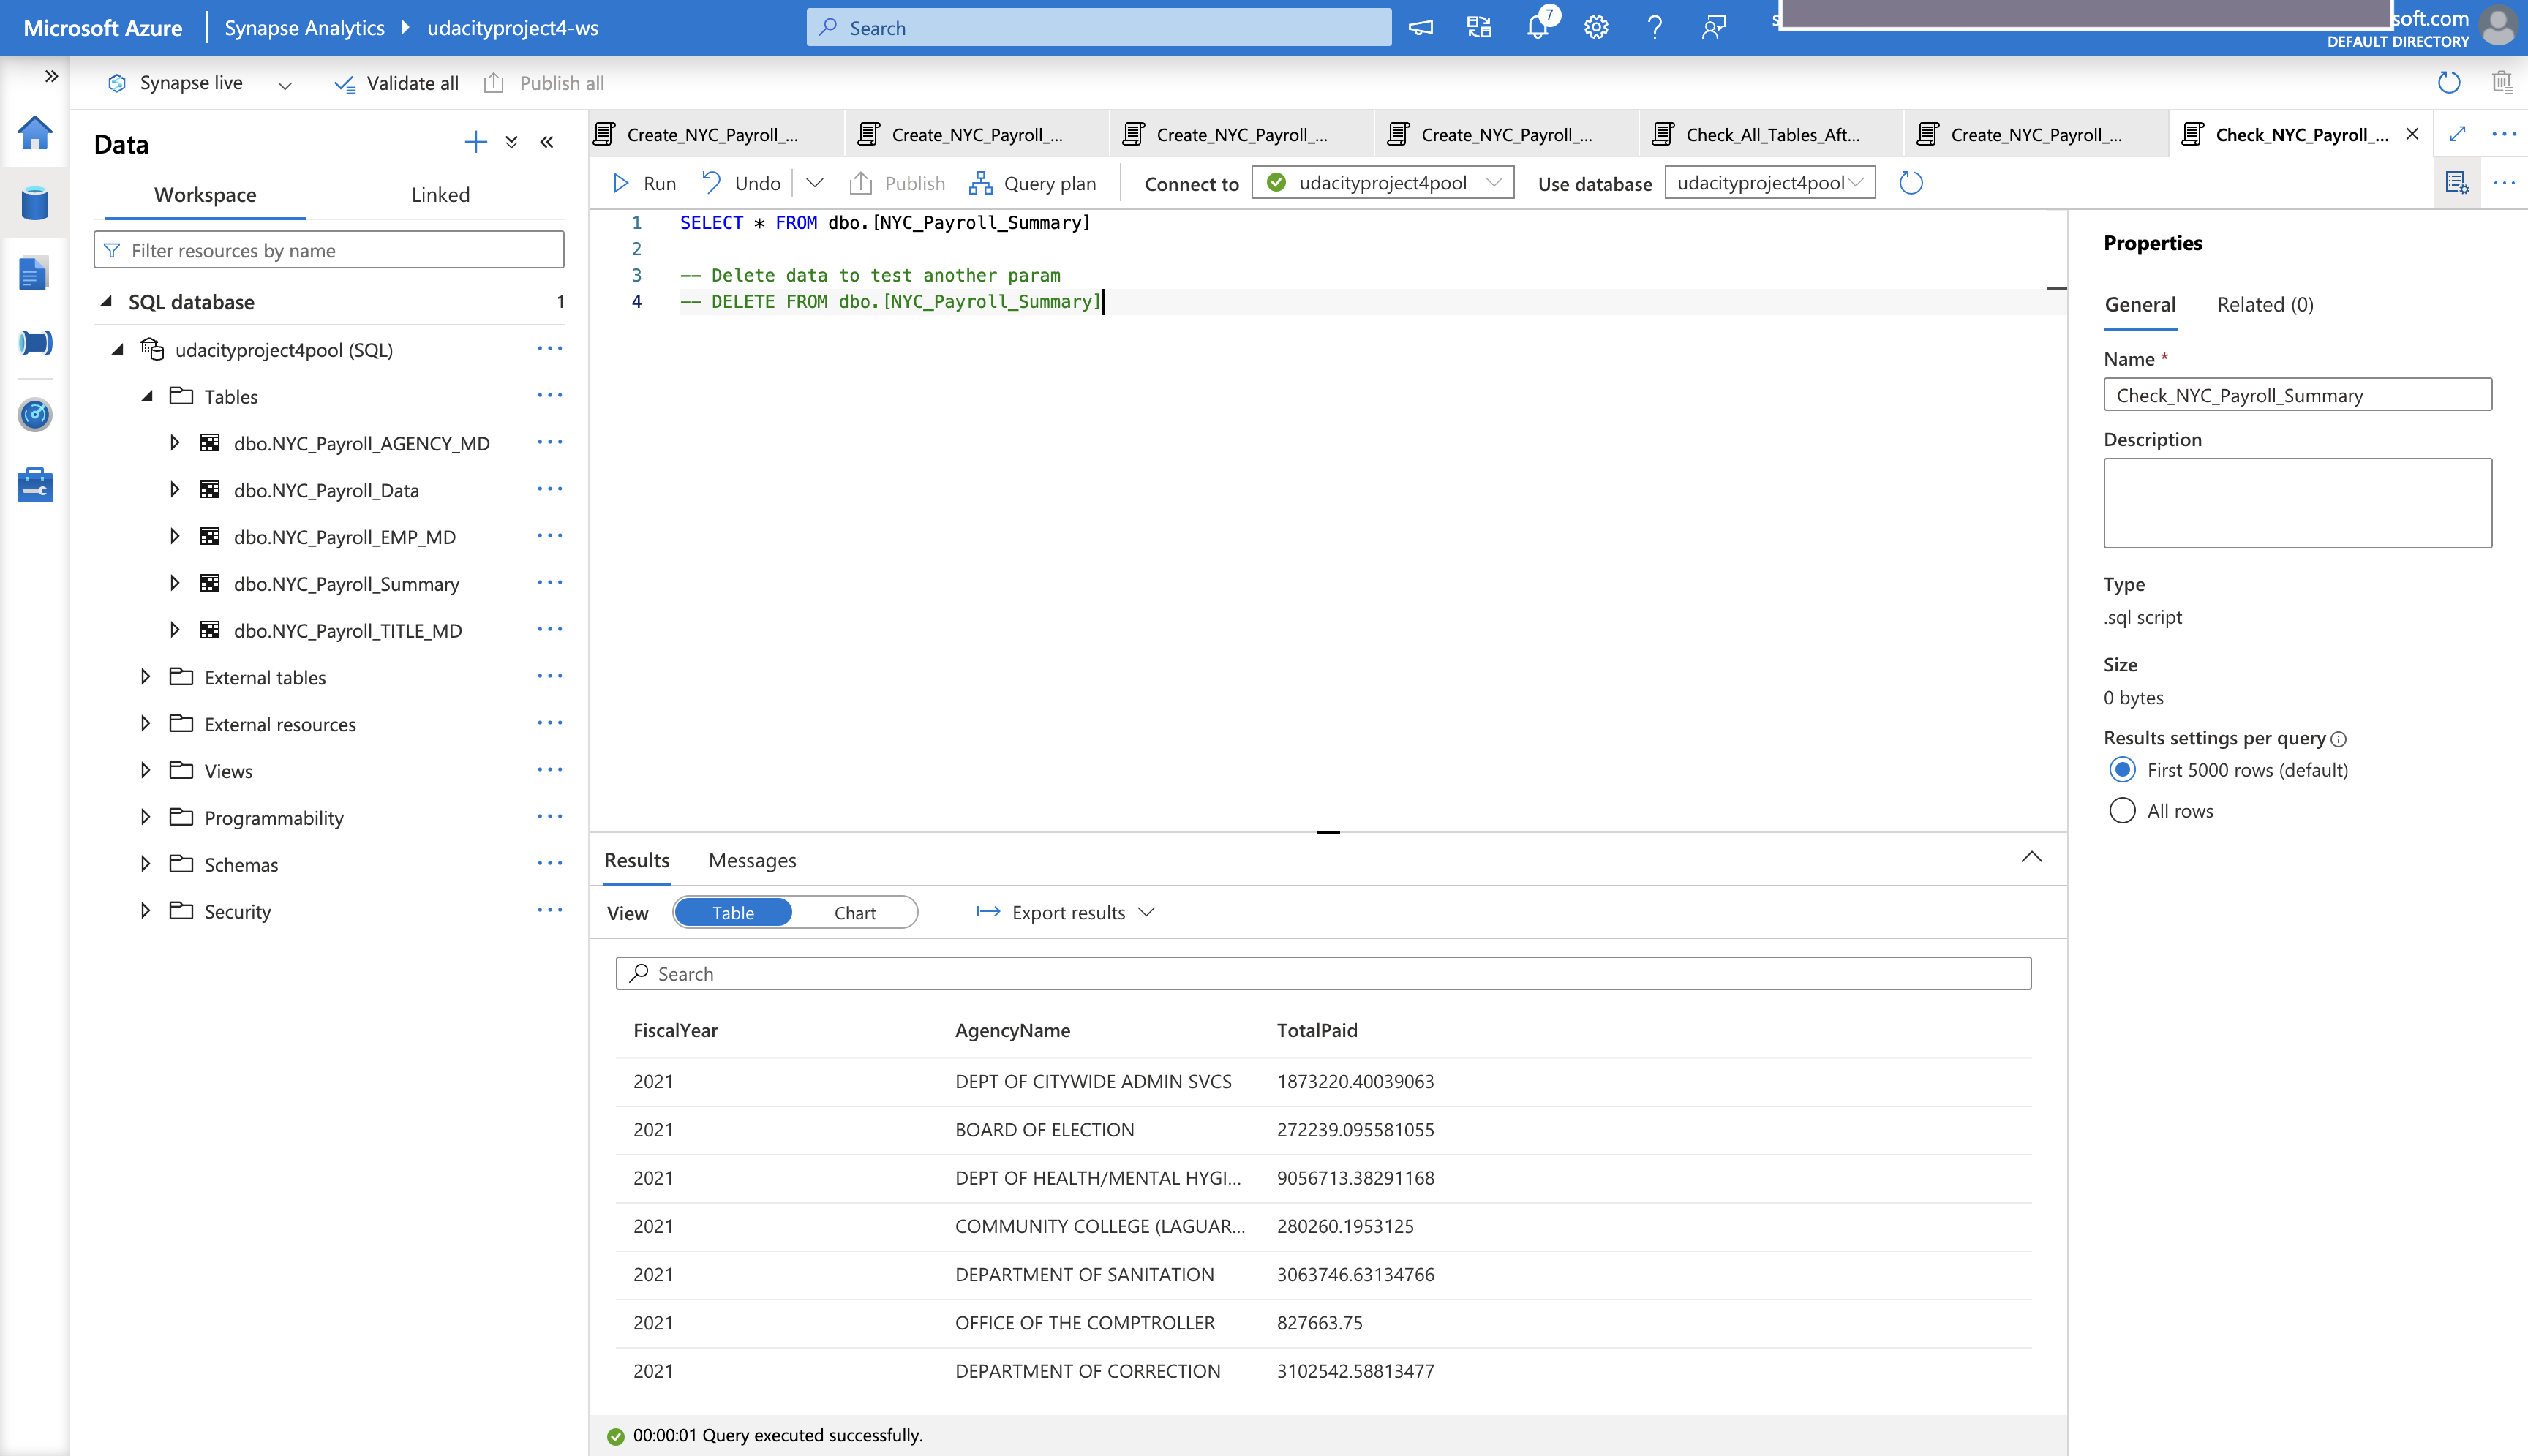 Microsoft Azure
Synapse Analytics
udacityproject4-ws
Search
7
soft.com
DEFAULT DIRECTORY
Synapse live
Validate all
Publish all
Data
Workspace
Linked
Filter resources by name
SQL database
1
udacityproject4pool (SQL)
Tables
dbo.NYC_Payroll_AGENCY_MD
dbo.NYC_Payroll_Data
dbo.NYC_Payroll_EMP_MD
dbo.NYC_Payroll_Summary
dbo.NYC_Payroll_TITLE_MD
External tables
External resources
Views
Programmability
Schemas
Security
Create_NYC_Payroll_...
Create_NYC_Payroll_...
Create_NYC_Payroll_...
Create_NYC_Payroll_...
Check_All_Tables_Aft...
Create_NYC_Payroll_...
Check_NYC_Payroll_...
Run
Undo
Publish
Query plan
Connect to
udacityproject4pool
Use database
udacityproject4pool
1 SELECT * FROM dbo.[NYC_Payroll_Summary]
2
3 -- Delete data to test another param
4 -- DELETE FROM dbo.[NYC_Payroll_Summary]
Results
Messages
View
Table
Chart
Export results
Search
FiscalYear AgencyName TotalPaid
2021 DEPT OF CITYWIDE ADMIN SVCS 1873220.40039063
2021 BOARD OF ELECTION 272239.095581055
2021 DEPT OF HEALTH/MENTAL HYGI... 9056713.38291168
2021 COMMUNITY COLLEGE (LAGUAR... 280260.1953125
2021 DEPARTMENT OF SANITATION 3063746.63134766
2021 OFFICE OF THE COMPTROLLER 827663.75
2021 DEPARTMENT OF CORRECTION 3102542.58813477
00:00:01 Query executed successfully.
Properties
General
Related (0)
Name *
Check_NYC_Payroll_Summary
Description
Type
.sql script
Size
0 bytes
Results settings per query
First 5000 rows (default)
All rows